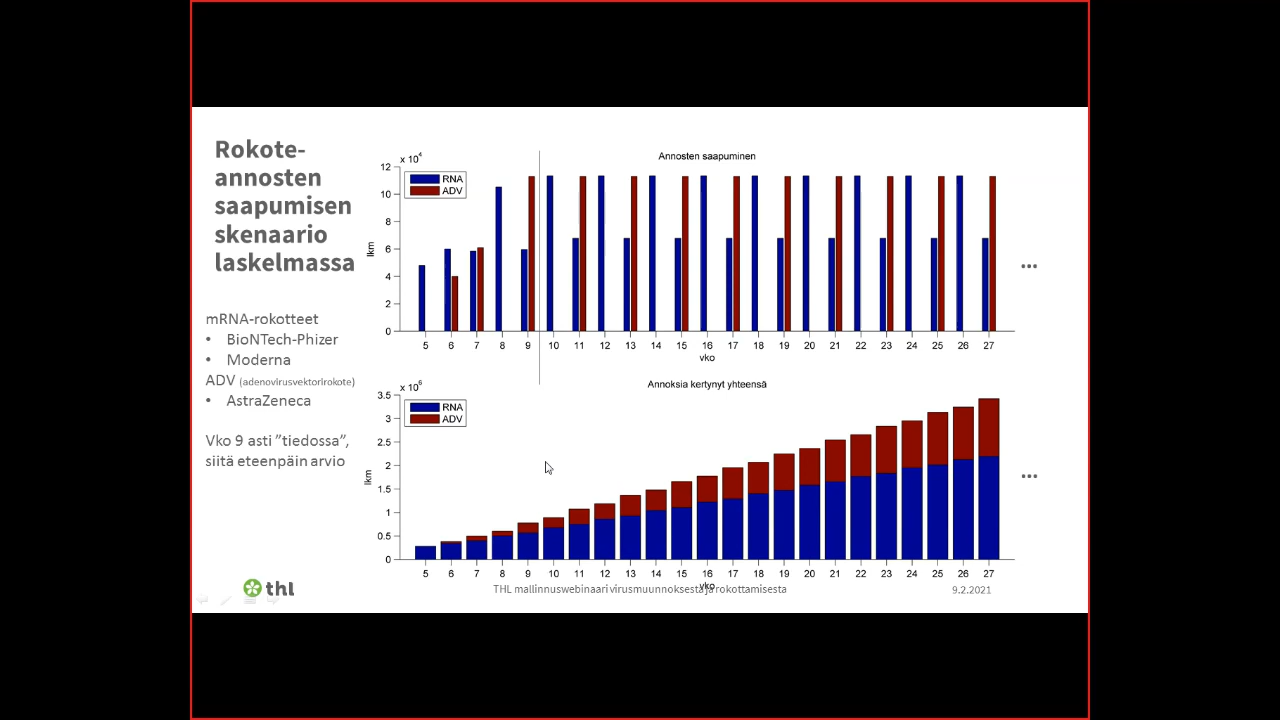 Rokote-
annosten
saapumisen
skenaario
laskelmassa
mRNA-rokotteet
• BioNTech-Phizer
• Moderna
ADV (adenovirusvektorirokote)
• AstraZeneca
Vko 9 asti ”tiedossa”,
siitä eteenpäin arvio
thl
Annosten saapuminen
x 10^4
RNA
ADV
12
10
8
6
4
2
0
lkm
5 6 7 8 9 10 11 12 13 14 15 16 17 18 19 20 21 22 23 24 25 26 27
vko
...
Annoksia kertynyt yhteensä
x 10^6
RNA
ADV
3.5
3
2.5
2
1.5
1
0.5
0
lkm
5 6 7 8 9 10 11 12 13 14 15 16 17 18 19 20 21 22 23 24 25 26 27
vko
...
THL mallinnuswebinaari virusmuunnoksesta ja rokottamisesta
9.2.2021